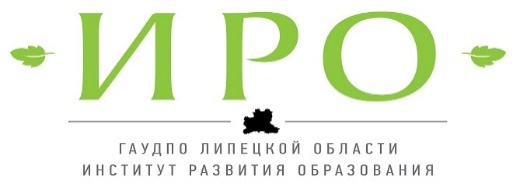 ИРО
ГАУДПО ЛИПЕЦКОЙ ОБЛАСТИ
ИНСТИТУТ РАЗВИТИЯ ОБРАЗОВАНИЯ